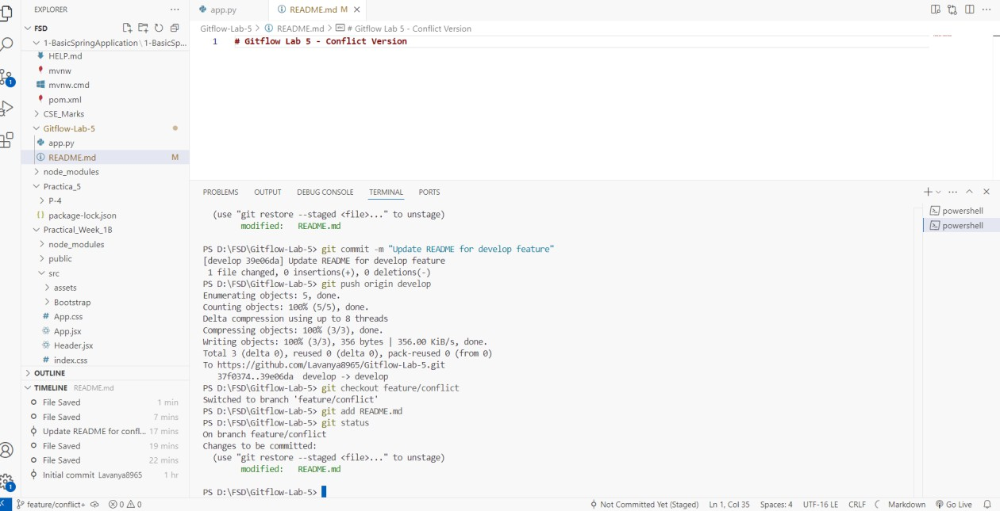 EXPLORER
FSD
1-BasicSpringApplication \ 1-BasicSp...
HELP.md
mvnw
mvnw.cmd
pom.xml
CSE_Marks
Gitflow-Lab-5
app.py
README.md M
node_modules
Practica_5
P-4
{} package-lock.json
Practical_Week_1B
node_modules
public
src
assets
Bootstrap
# App.css
App.jsx
Header.jsx
# index.css
OUTLINE
TIMELINE README.md
File Saved 1 min
File Saved 7 mins
Update README for confl... 17 mins
File Saved 19 mins
File Saved 22 mins
Initial commit Lavanya8965 1 hr
app.py
README.md M
Gitflow-Lab-5 > README.md > # Gitflow Lab 5 - Conflict Version
1 # Gitflow Lab 5 - Conflict Version
PROBLEMS OUTPUT DEBUG CONSOLE TERMINAL PORTS
(use "git restore --staged <file>..." to unstage)
modified: README.md
PS D:\FSD\Gitflow-Lab-5> git commit -m "Update README for develop feature"
[develop 39e06da] Update README for develop feature
1 file changed, 0 insertions(+), 0 deletions(-)
PS D:\FSD\Gitflow-Lab-5> git push origin develop
Enumerating objects: 5, done.
Counting objects: 100% (5/5), done.
Delta compression using up to 8 threads
Compressing objects: 100% (3/3), done.
Writing objects: 100% (3/3), 356 bytes | 356.00 KiB/s, done.
Total 3 (delta 0), reused 0 (delta 0), pack-reused 0 (from 0)
To https://github.com/Lavanya8965/Gitflow-Lab-5.git
37f0374..39e06da develop -> develop
PS D:\FSD\Gitflow-Lab-5> git checkout feature/conflict
Switched to branch 'feature/conflict'
PS D:\FSD\Gitflow-Lab-5> git add README.md
PS D:\FSD\Gitflow-Lab-5> git status
On branch feature/conflict
Changes to be committed:
(use "git restore --staged <file>..." to unstage)
modified: README.md
PS D:\FSD\Gitflow-Lab-5>
powershell
powershell
1
1
feature/conflict+ 0 0 Not Committed Yet (Staged) Ln 1, Col 35 Spaces: 4 UTF-16 LE CRLF Markdown Go Live